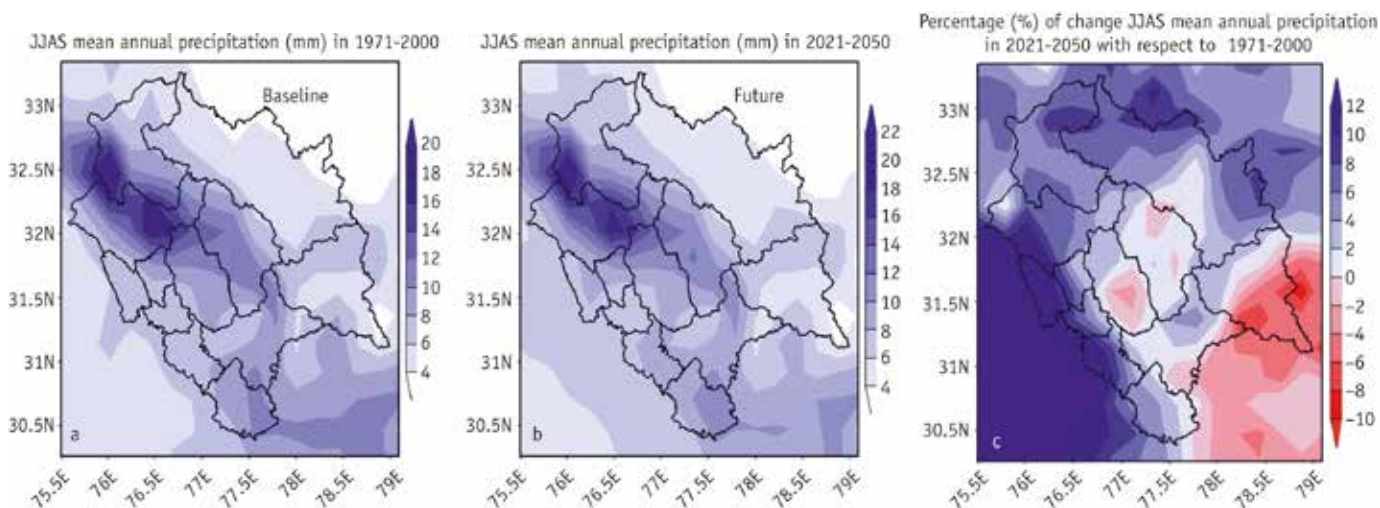 JJAS mean annual precipitation (mm) in 1971-2000
Baseline
33N
32.5N
32N
31.5N
31N
30.5N
a
75.5E
76E
76.5E
77E
77.5E
78E
78.5E
79E
20
18
16
14
12
10
8
6
4
JJAS mean annual precipitation (mm) in 2021-2050
Future
33N
32.5N
32N
31.5N
31N
30.5N
b
75.5E
76E
76.5E
77E
77.5E
78E
78.5E
79E
22
20
18
16
14
12
10
8
6
4
Percentage (%) of change JJAS mean annual precipitation
in 2021-2050 with respect to 1971-2000
33N
32.5N
32N
31.5N
31N
30.5N
c
75.5E
76E
76.5E
77E
77.5E
78E
78.5E
79E
12
10
8
6
4
2
0
−2
−4
−6
−8
−10